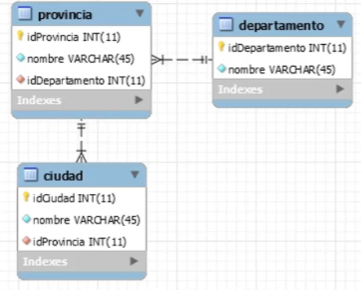 provincia
idProvincia INT(11)
nombre VARCHAR(45)
idDepartamento INT(11)
Indexes
departamento
idDepartamento INT(11)
nombre VARCHAR(45)
Indexes
ciudad
idCiudad INT(11)
nombre VARCHAR(45)
idProvincia INT(11)
Indexes